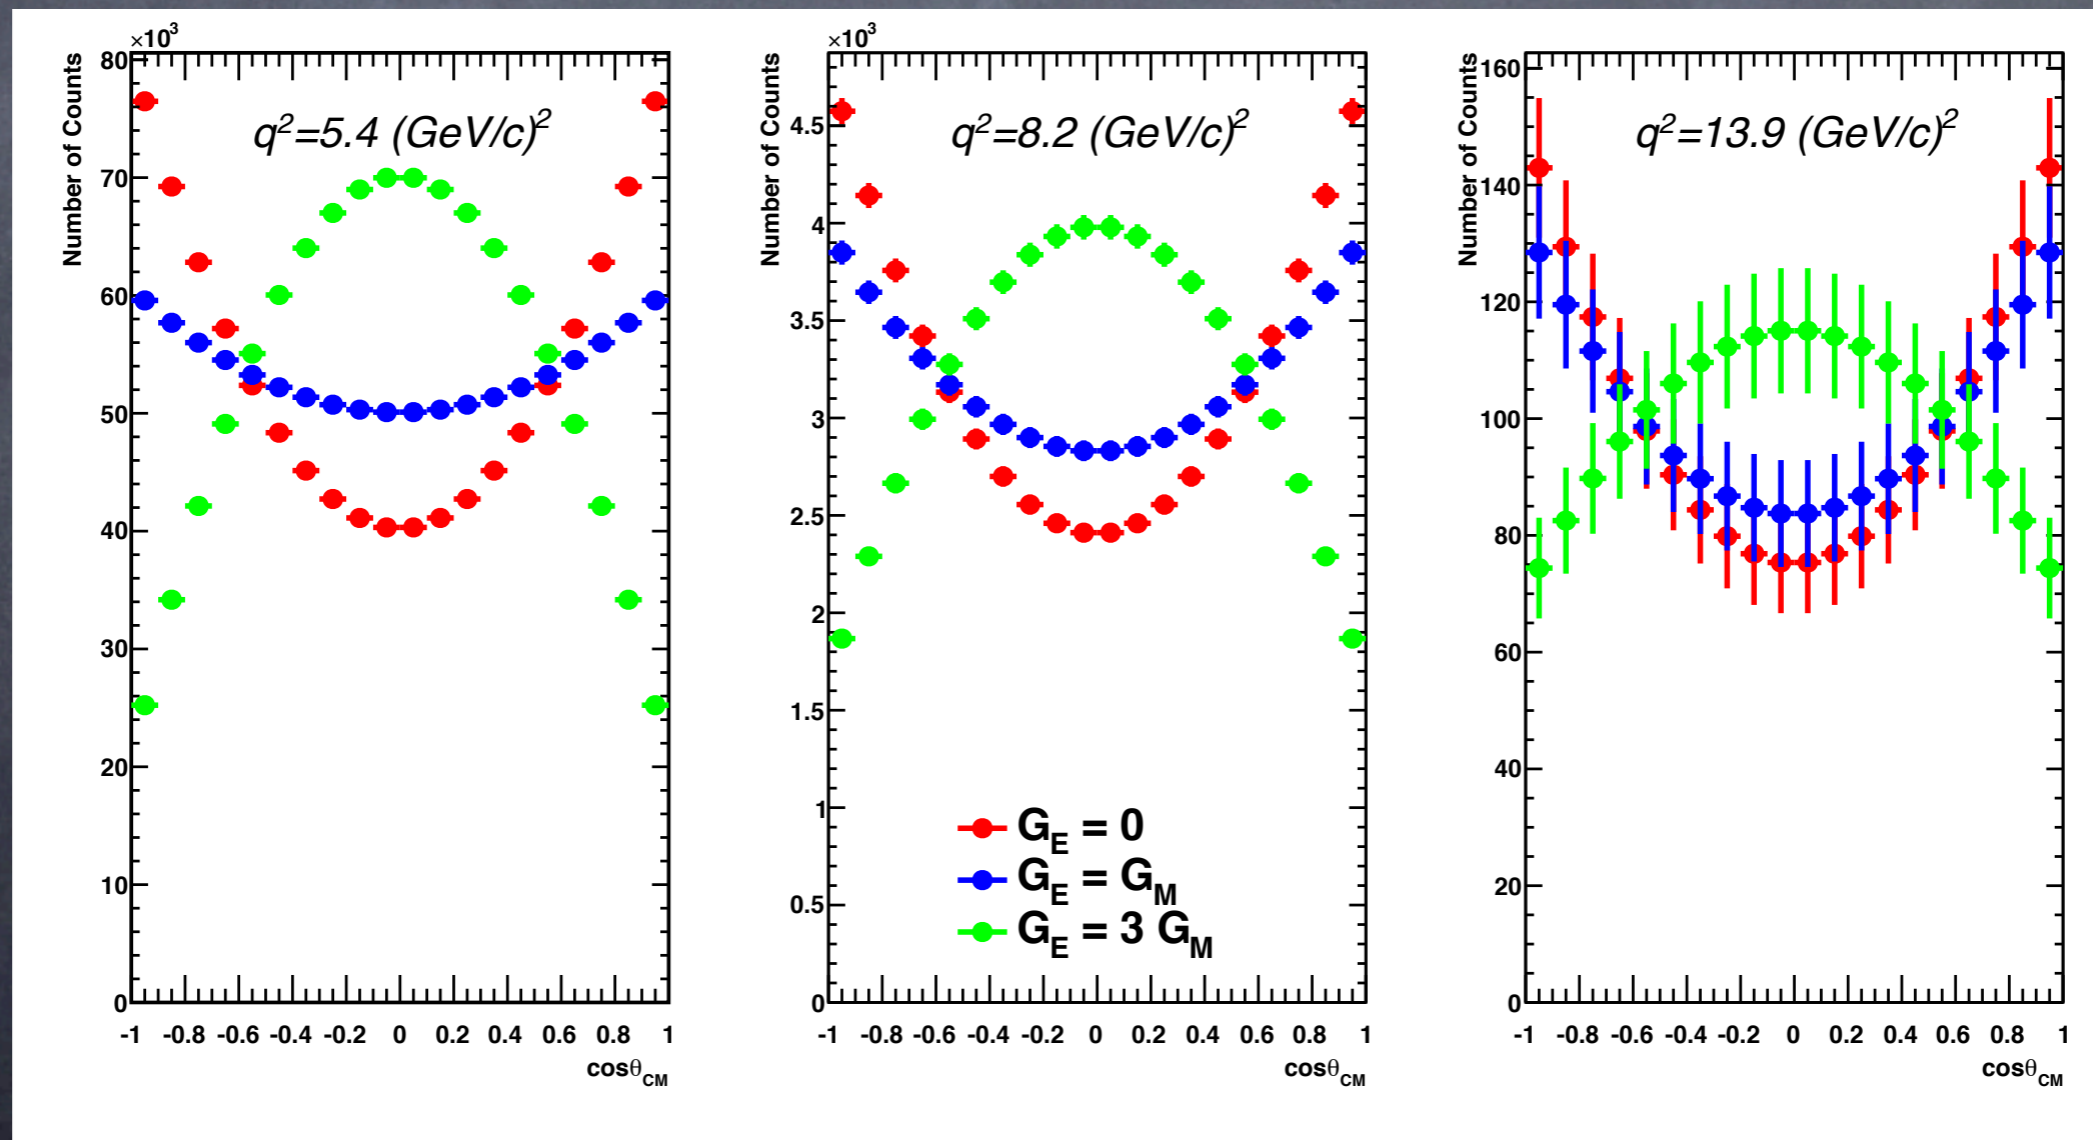 ×10³
Number of Counts
q²=5.4 (GeV/c)²
80
70
60
50
40
30
20
10
0
-1 -0.8 -0.6 -0.4 -0.2 0 0.2 0.4 0.6 0.8 1
cosθCM
×10³
Number of Counts
q²=8.2 (GeV/c)²
4.5
4
3.5
3
2.5
2
1.5
1
0.5
0
GE = 0
GE = GM
GE = 3 GM
-1 -0.8 -0.6 -0.4 -0.2 0 0.2 0.4 0.6 0.8 1
cosθCM
Number of Counts
q²=13.9 (GeV/c)²
160
140
120
100
80
60
40
20
0
-1 -0.8 -0.6 -0.4 -0.2 0 0.2 0.4 0.6 0.8 1
cosθCM